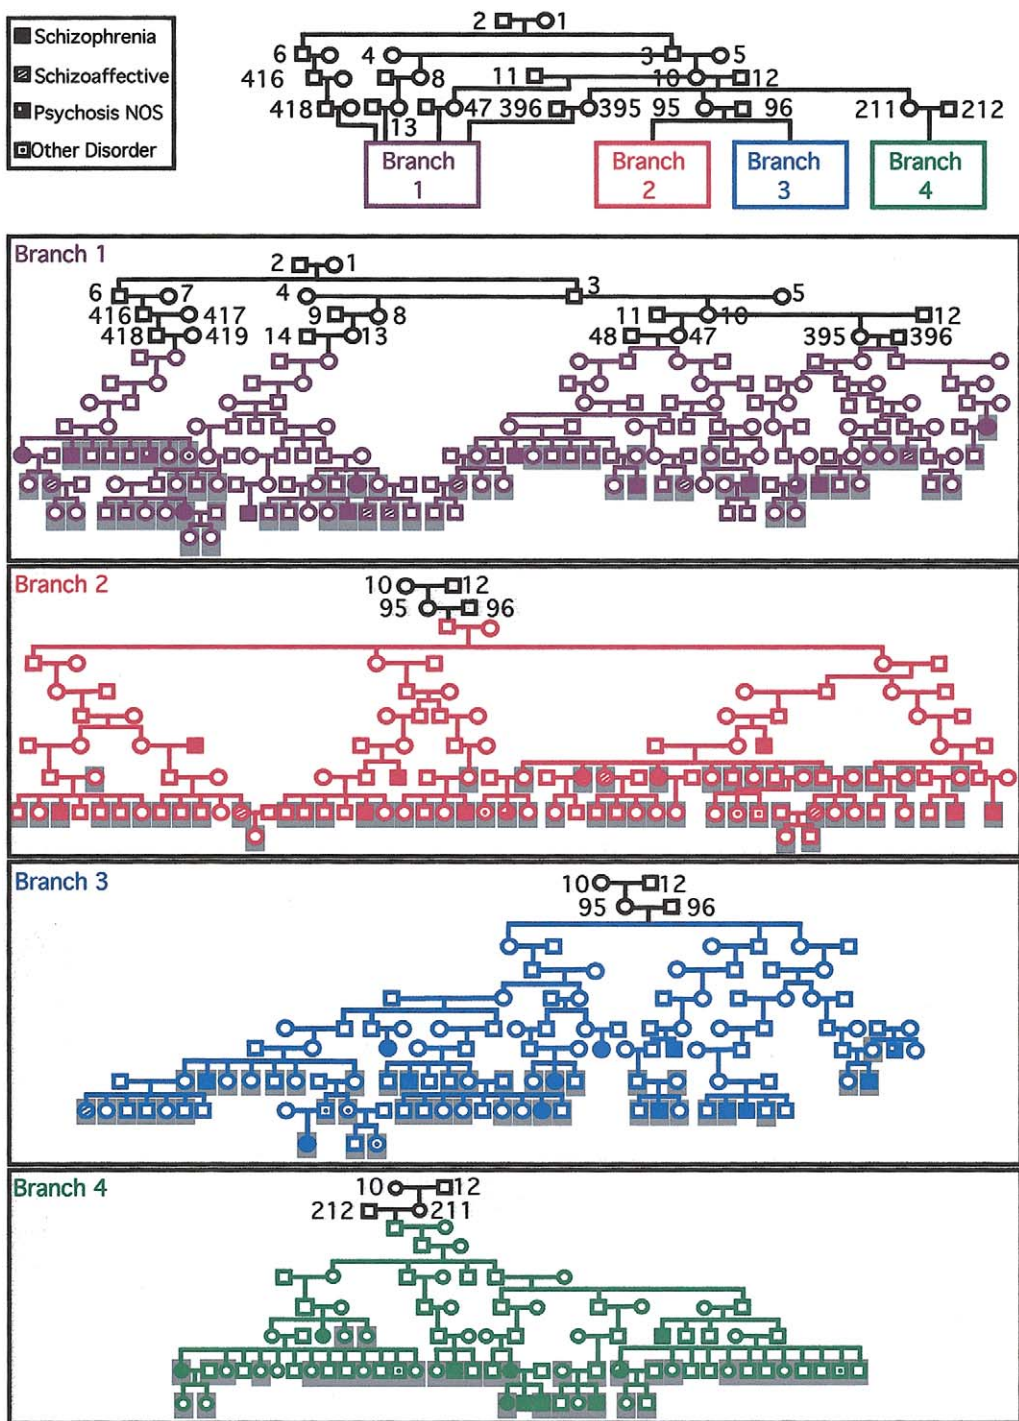 Schizophrenia
Schizoaffective
Psychosis NOS
Other Disorder
2 1
6 4 3 5
416 8 11 10 12
418 13 47 396 395 95 96 211 212
Branch 1
Branch 2
Branch 3
Branch 4
Branch 1
2 1
6 7 4 3 5
416 417 9 8 11 10 12
418 419 14 13 48 47 395 396
Branch 2
10 12
95 96
Branch 3
10 12
95 96
Branch 4
10 12
212 211